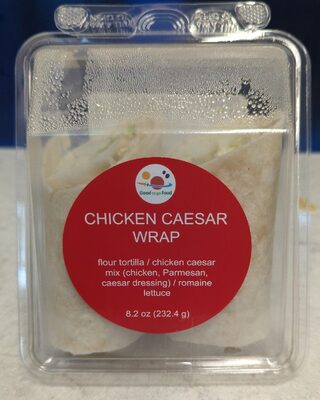 Good to go Food
CHICKEN CAESAR
WRAP
flour tortilla / chicken caesar
mix (chicken, Parmesan,
caesar dressing) / romaine
lettuce
8.2 oz (232.4 g)